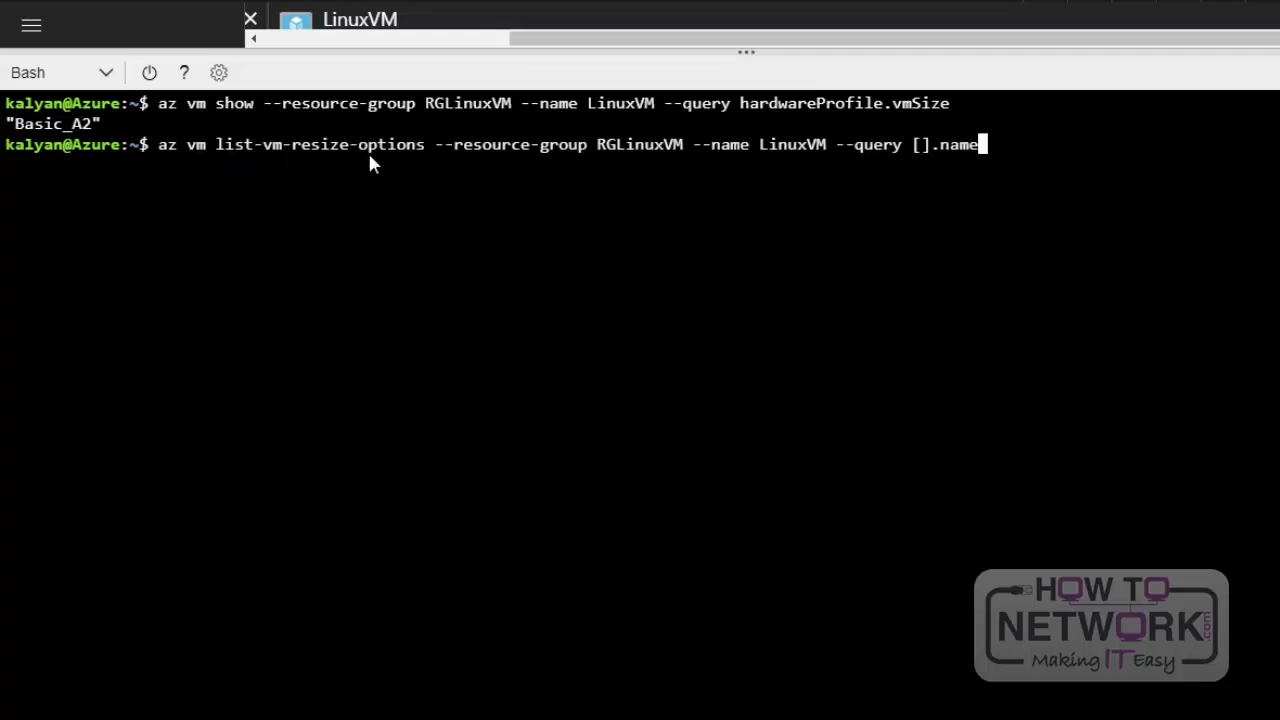 LinuxVM
Bash
kalyan@Azure:~$ az vm show --resource-group RGLinuxVM --name LinuxVM --query hardwareProfile.vmSize
"Basic_A2"
kalyan@Azure:~$ az vm list-vm-resize-options --resource-group RGLinuxVM --name LinuxVM --query [].name
HOW TO
NETWORK.com
Making IT Easy